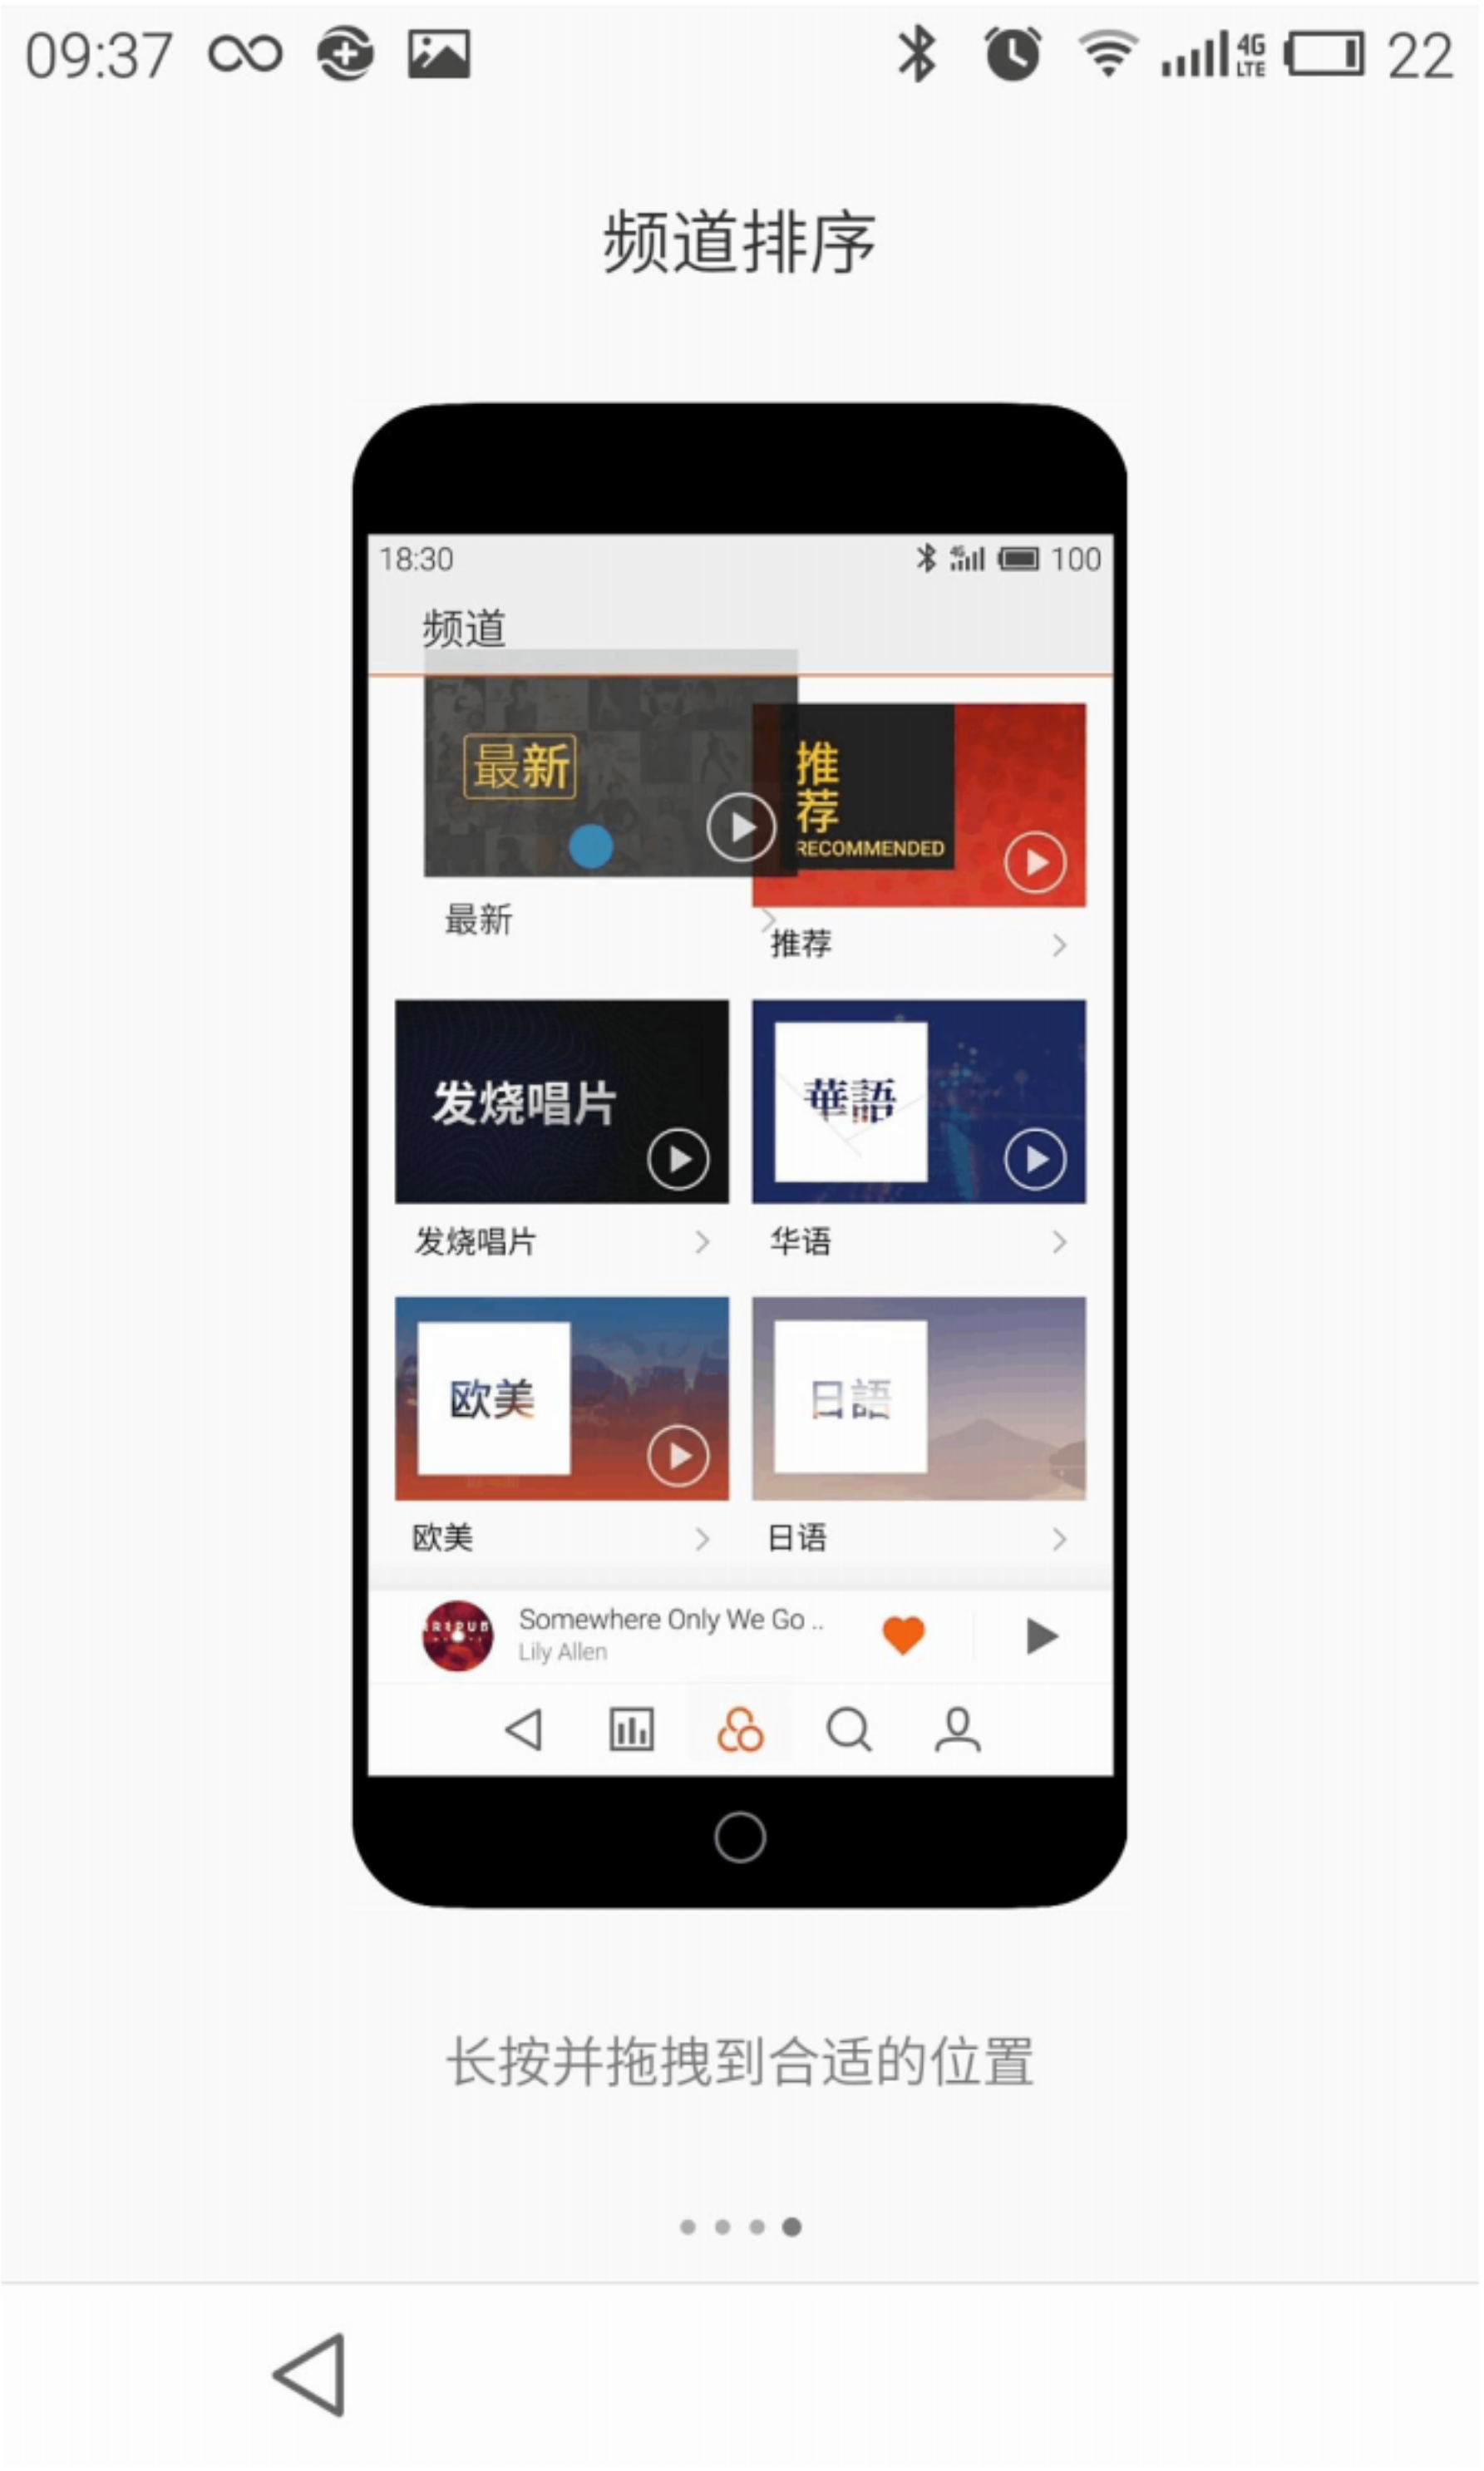 09:37 4G LTE 22
频道排序
18:30 4G 100
频道
最新
推
荐
RECOMMENDED
最新
推荐
发烧唱片
華語
发烧唱片
华语
欧美
日語
欧美
日语
Somewhere Only We Go ..
Lily Allen
长按并拖拽到合适的位置